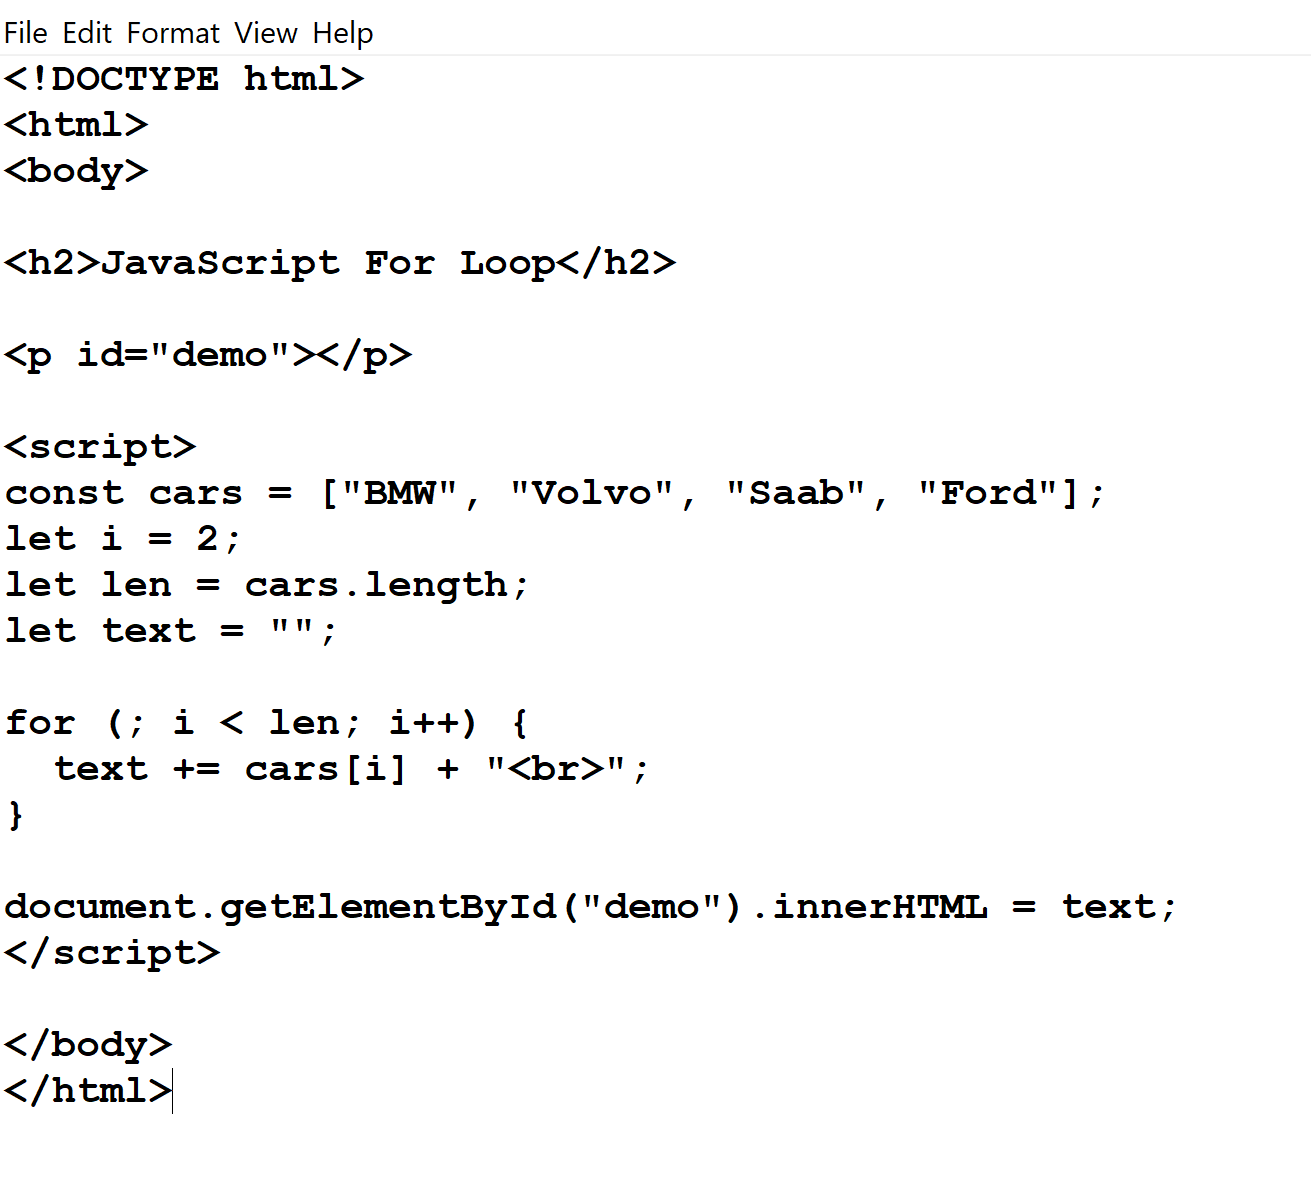 File Edit Format View Help
<!DOCTYPE html>
<html>
<body>
<h2>JavaScript For Loop</h2>
<p id="demo"></p>
<script>
const cars = ["BMW", "Volvo", "Saab", "Ford"];
let i = 2;
let len = cars.length;
let text = "";
for (; i < len; i++) {
  text += cars[i] + "<br>";
}
document.getElementById("demo").innerHTML = text;
</script>
</body>
</html>